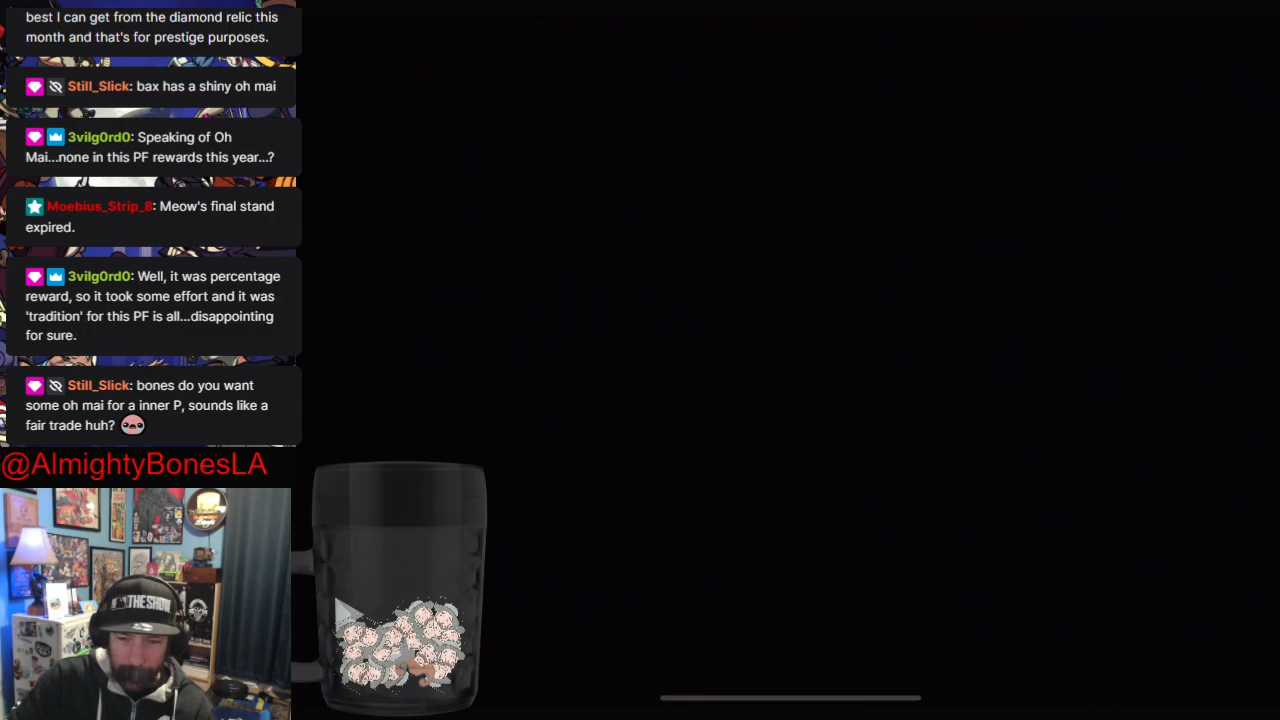 best I can get from the diamond relic this
month and that's for prestige purposes.
Still_Slick: bax has a shiny oh mai
3vilg0rd0: Speaking of Oh
Mai...none in this PF rewards this year...?
Moebius_Strip_8: Meow's final stand
expired.
3vilg0rd0: Well, it was percentage
reward, so it took some effort and it was
'tradition' for this PF is all...disappointing
for sure.
Still_Slick: bones do you want
some oh mai for a inner P, sounds like a
fair trade huh?
@AlmightyBonesLA
THE SHOW